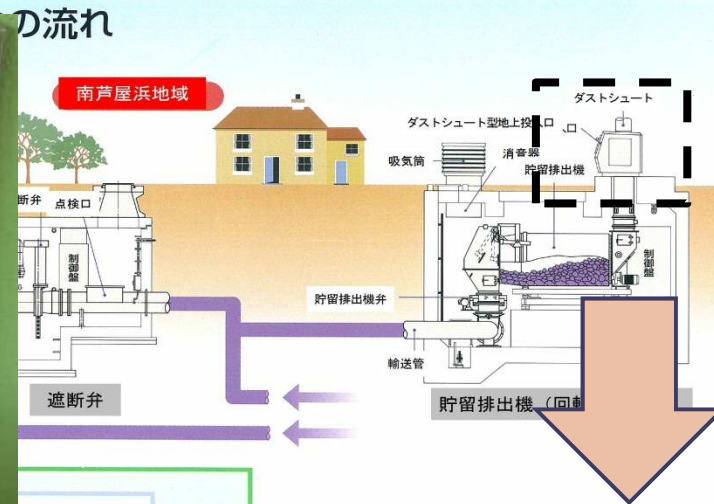 の流れ
南芦屋浜地域
ダストシュート
ダストシュート型地上投
口
消音器
吸気筒
貯留排出機
断弁
点検口
制御盤
制御盤
貯留排出機弁
輸送管
遮断弁
貯留排出機（回